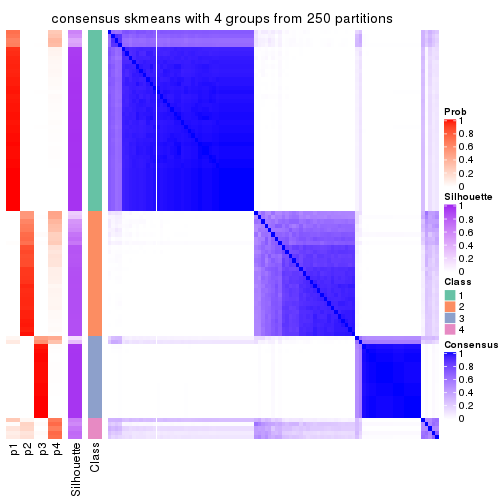 consensus skmeans with 4 groups from 250 partitions
Prob
1
0.8
0.6
0.4
0.2
0
Silhouette
1
0.8
0.6
0.4
0.2
0
Class
1
2
3
4
Consensus
1
0.8
0.6
0.4
0.2
0
p1
p2
p3
p4
Silhouette
Class